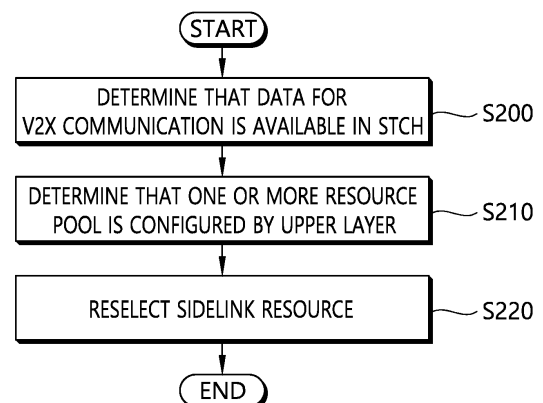 START
DETERMINE THAT DATA FOR
V2X COMMUNICATION IS AVAILABLE IN STCH
S200
DETERMINE THAT ONE OR MORE RESOURCE
POOL IS CONFIGURED BY UPPER LAYER
S210
RESELECT SIDELINK RESOURCE
S220
END